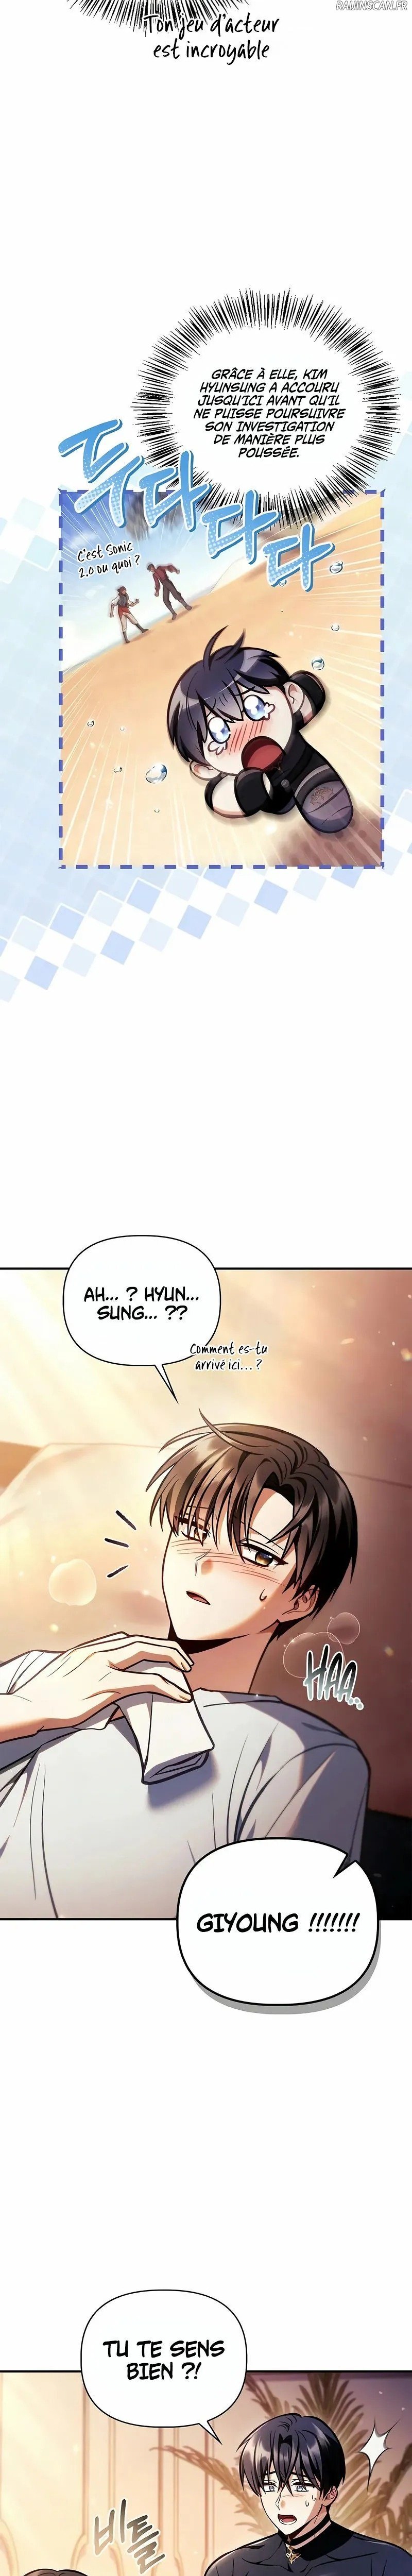 RAIJINSCAN.FR
Ton jeu d'acteur
est incroyable
GRÂCE À ELLE, KIM
HYUNSUNG A ACCOURU
JUSQU'ICI AVANT QU'IL
NE PUISSE POURSUIVRE
SON INVESTIGATION
DE MANIÈRE PLUS
POUSSÉE.
두다다다
C'est Sonic
2.0 ou quoi ?
AH... ? HYUN...
SUNG... ??
Comment es-tu
arrivé ici... ?
HAA..
GIYOUNG !!!!!!!
TU TE SENS
BIEN ?!
비틀